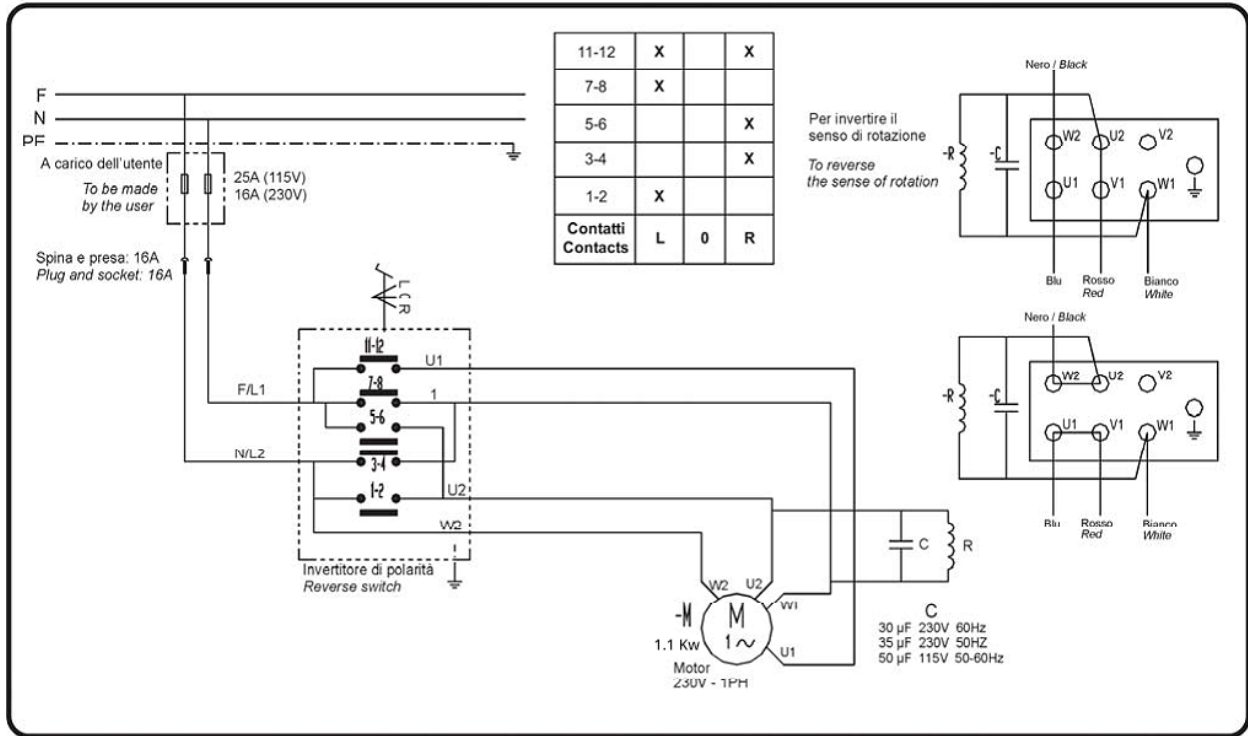 F
N
PE
A carico dell'utente
To be made
by the user
25A (115V)
16A (230V)
Spina e presa: 16A
Plug and socket: 16A
11-12 X X
7-8 X
5-6 X
3-4 X
1-2 X
Contatti
Contacts L 0 R
Per invertire il
senso di rotazione
To reverse
the sense of rotation
Nero / Black
-R
-C
W2 U2 V2
U1 V1 W1
Blu Rosso Bianco
Red White
Nero / Black
-R
-C
W2 U2 V2
U1 V1 W1
Blu Rosso Bianco
Red White
L 0 R
11-12
U1
7-8
F/L1
1
5-6
N/L2
3-4
1-2
U2
W2
Invertitore di polarità
Reverse switch
C R
W2 U2
W1
-M
M
1~
U1
1.1 Kw
Motor
230V - 1PH
C
30 µF 230V 60Hz
35 µF 230V 50HZ
50 µF 115V 50-60Hz